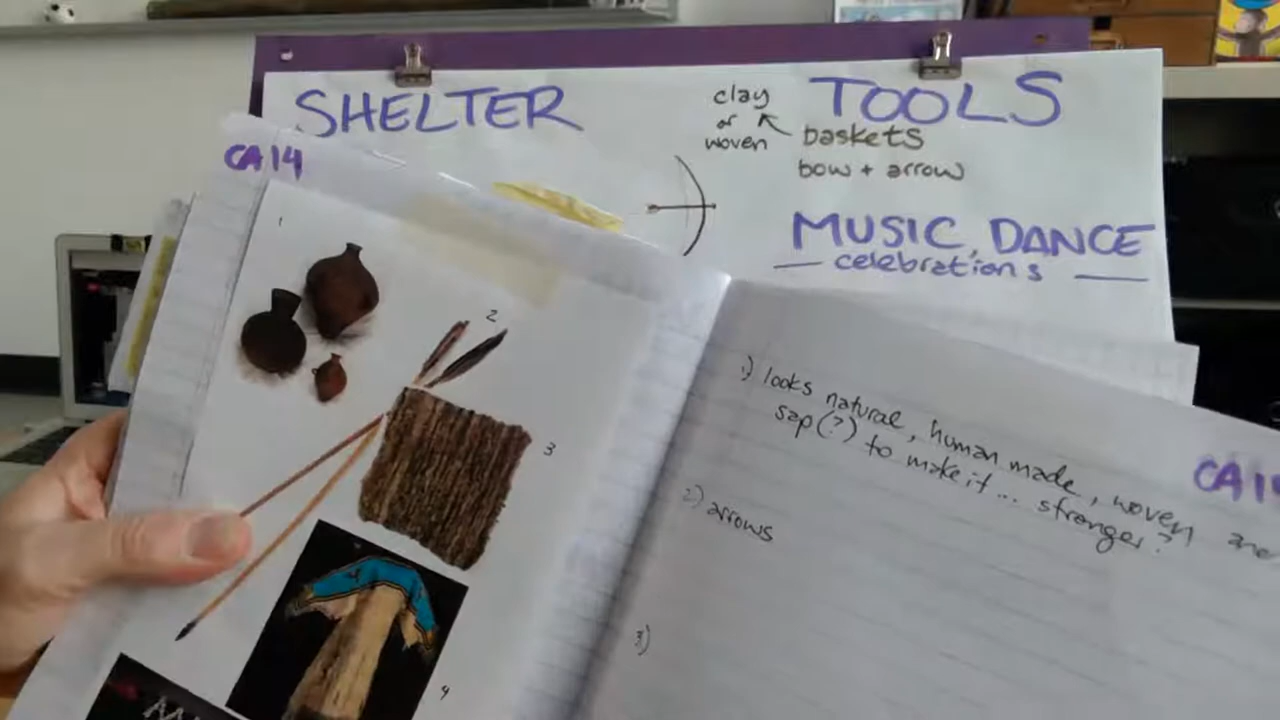 SHELTER
clay
or
woven
TOOLS
baskets
bow + arrow
MUSIC, DANCE
celebrations
CA 14
1
2
3
4
1) looks natural, human made, woven are
sap(?) to make it... stronger?
2) arrows
3)
CA 1